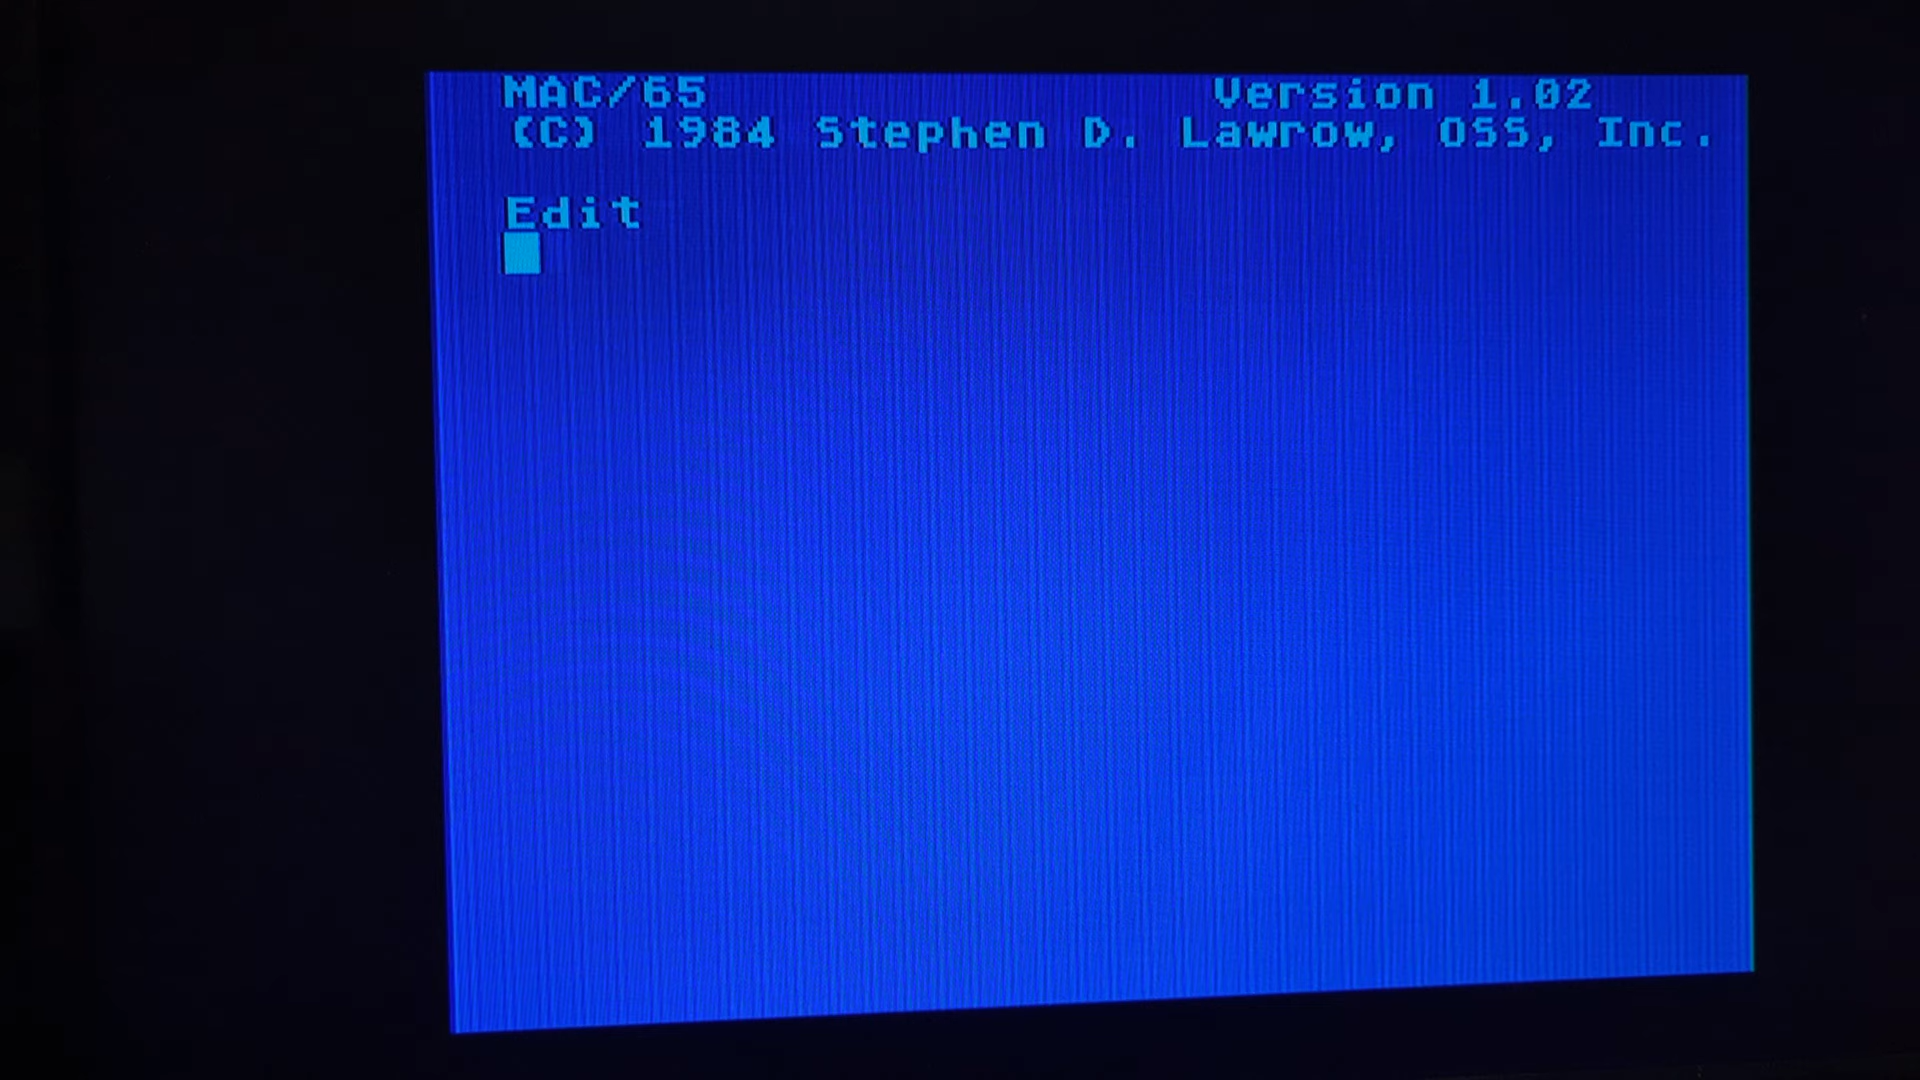 MAC/65 Version 1.02
(C) 1984 Stephen D. Lawrow, OSS, Inc.
Edit